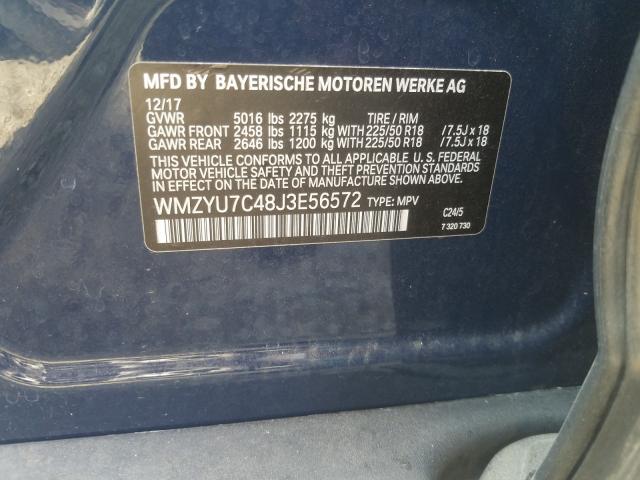 MFD BY BAYERISCHE MOTOREN WERKE AG
12/17
GVWR 5016 lbs 2275 kg TIRE / RIM
GAWR FRONT 2458 lbs 1115 kg WITH 225/50 R18 /7.5J x 18
GAWR REAR 2646 lbs 1200 kg WITH 225/50 R18 /7.5J x 18
THIS VEHICLE CONFORMS TO ALL APPLICABLE U. S. FEDERAL
MOTOR VEHICLE SAFETY, BUMPER, AND THEFT PREVENTION
STANDARDS IN EFFECT ON THE DATE OF MANUFACTURE SHOWN ABOVE.
WMZYU7C48J3E56572 TYPE: MPV
C24/5
7 320 730